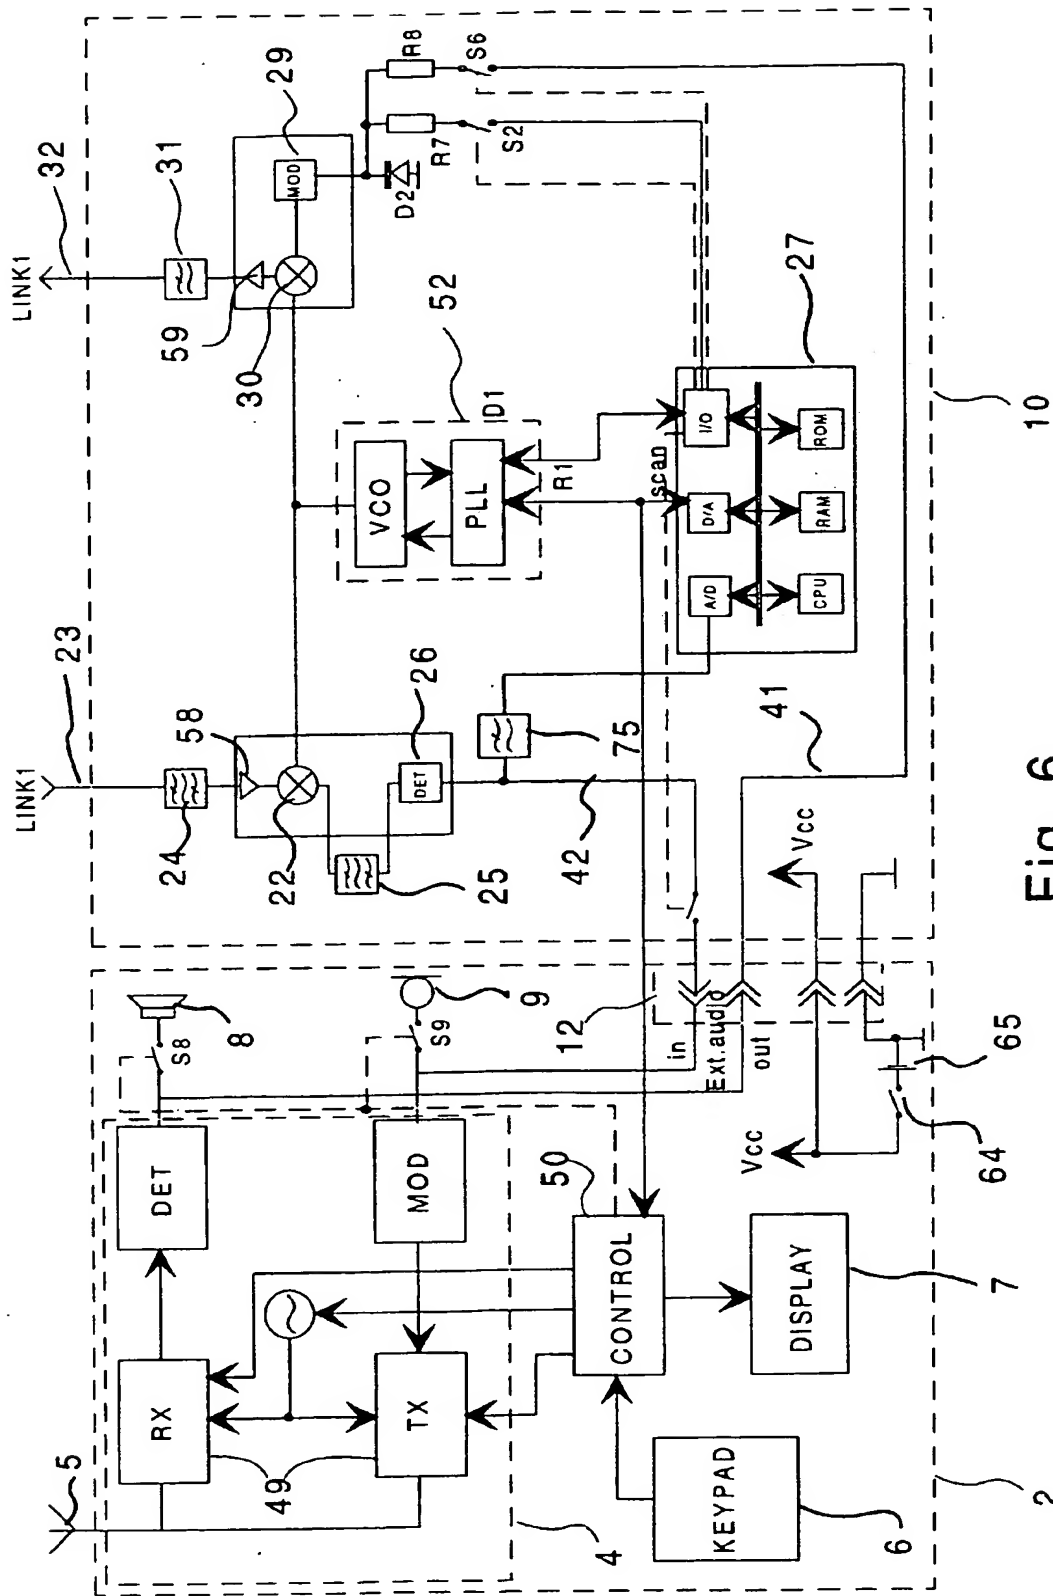 LINK1
23
24
58
22
25
26
DET
42
75
LINK1
32
31
59
30
29
MOD
D2
R7
R8
S2
S6
52
VCO
PLL
D1
R1
scan
27
A/D
D/A
I/O
CPU
RAM
ROM
41
Vcc
10
5
RX
DET
49
TX
MOD
4
S8
8
S9
9
12
in
Ext.audio
out
50
CONTROL
KEYPAD
6
DISPLAY
7
Vcc
64
65
2
Fig. 6